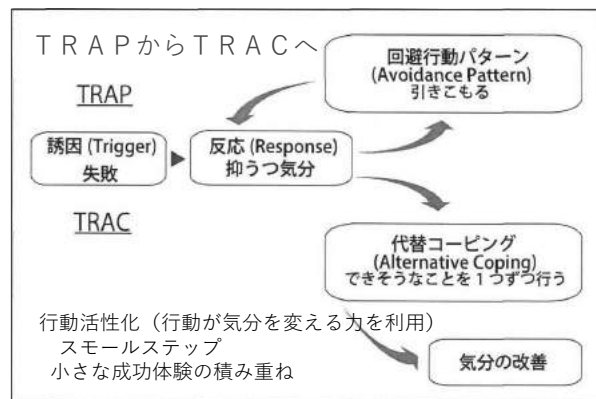 ＴＲＡＰからＴＲＡＣへ
回避行動パターン
(Avoidance Pattern)
引きこもる
TRAP
誘因 (Trigger)
失敗
反応 (Response)
抑うつ気分
TRAC
代替コーピング
(Alternative Coping)
できそうなことを１つずつ行う
行動活性化（行動が気分を変える力を利用）
スモールステップ
小さな成功体験の積み重ね
気分の改善